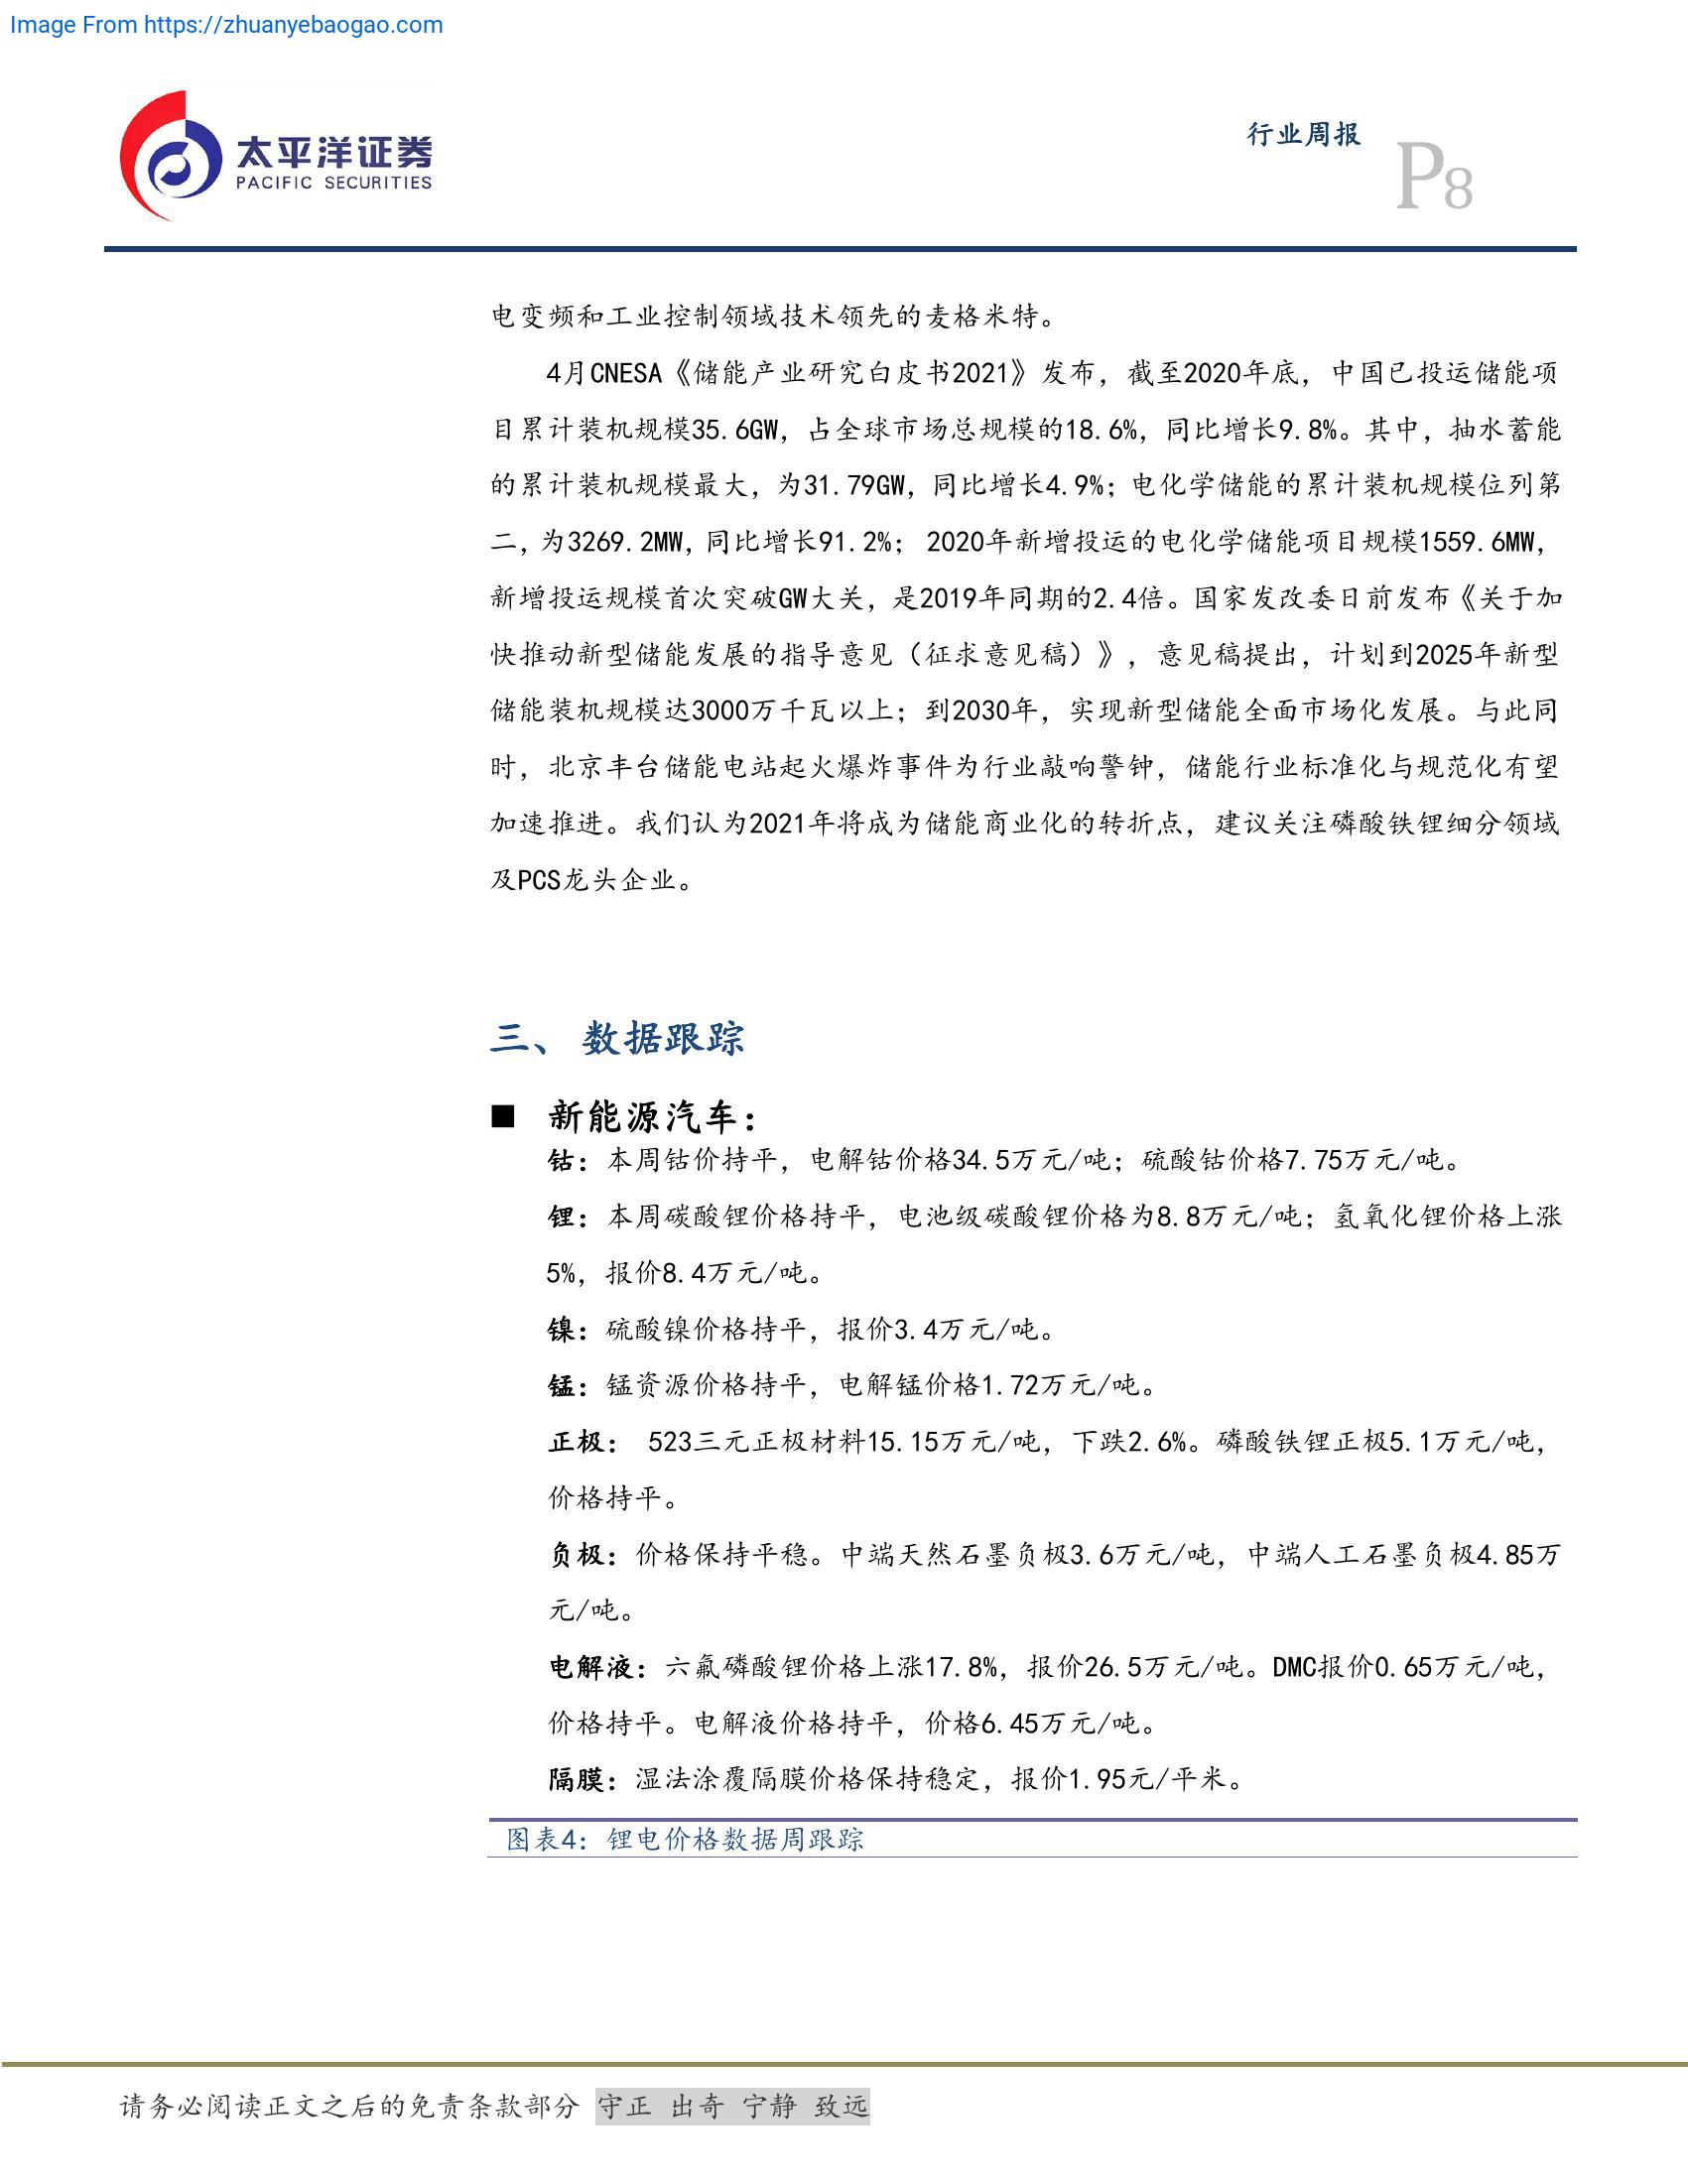 Image From https://zhuanyebaogao.com
太平洋证券
PACIFIC SECURITIES
行业周报
P8
电变频和工业控制领域技术领先的麦格米特。
4月CNESA《储能产业研究白皮书2021》发布，截至2020年底，中国已投运储能项
目累计装机规模35.6GW，占全球市场总规模的18.6%，同比增长9.8%。其中，抽水蓄能
的累计装机规模最大，为31.79GW，同比增长4.9%；电化学储能的累计装机规模位列第
二，为3269.2MW，同比增长91.2%； 2020年新增投运的电化学储能项目规模1559.6MW，
新增投运规模首次突破GW大关，是2019年同期的2.4倍。国家发改委日前发布《关于加
快推动新型储能发展的指导意见（征求意见稿）》，意见稿提出，计划到2025年新型
储能装机规模达3000万千瓦以上；到2030年，实现新型储能全面市场化发展。与此同
时，北京丰台储能电站起火爆炸事件为行业敲响警钟，储能行业标准化与规范化有望
加速推进。我们认为2021年将成为储能商业化的转折点，建议关注磷酸铁锂细分领域
及PCS龙头企业。
三、 数据跟踪
■ 新能源汽车：
钴：本周钴价持平，电解钴价格34.5万元/吨；硫酸钴价格7.75万元/吨。
锂：本周碳酸锂价格持平，电池级碳酸锂价格为8.8万元/吨；氢氧化锂价格上涨
5%，报价8.4万元/吨。
镍：硫酸镍价格持平，报价3.4万元/吨。
锰：锰资源价格持平，电解锰价格1.72万元/吨。
正极： 523三元正极材料15.15万元/吨，下跌2.6%。磷酸铁锂正极5.1万元/吨，
价格持平。
负极：价格保持平稳。中端天然石墨负极3.6万元/吨，中端人工石墨负极4.85万
元/吨。
电解液：六氟磷酸锂价格上涨17.8%，报价26.5万元/吨。DMC报价0.65万元/吨，
价格持平。电解液价格持平，价格6.45万元/吨。
隔膜：湿法涂覆隔膜价格保持稳定，报价1.95元/平米。
图表4：锂电价格数据周跟踪
请务必阅读正文之后的免责条款部分 守正 出奇 宁静 致远